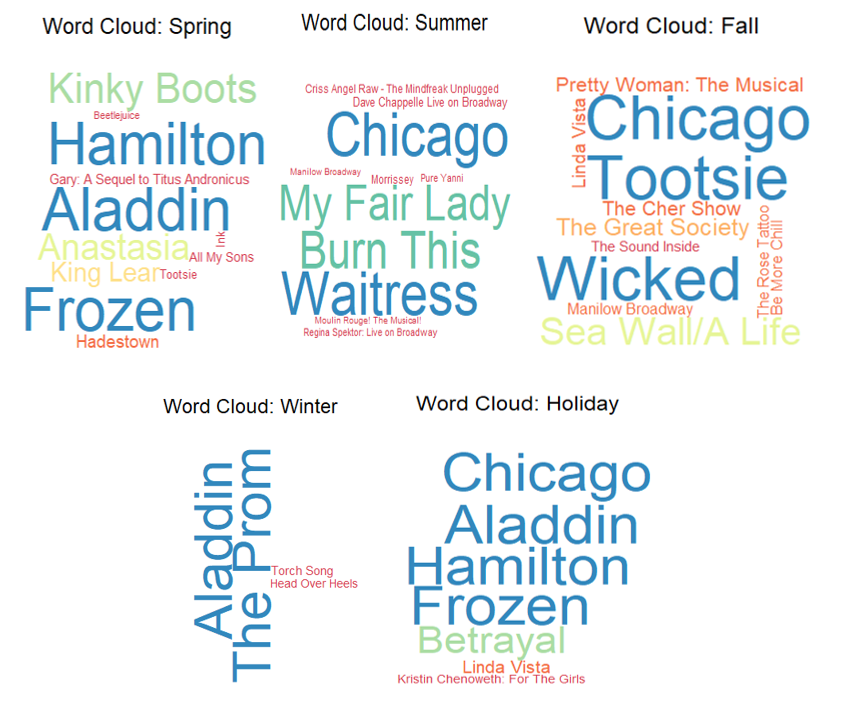 Word Cloud: Spring
Kinky Boots
Beetlejuice
Hamilton
Gary: A Sequel to Titus Andronicus
Aladdin
Ink
Anastasia
All My Sons
King Lear
Tootsie
Frozen
Hadestown
Word Cloud: Summer
Criss Angel Raw - The Mindfreak Unplugged
Dave Chappelle Live on Broadway
Chicago
Manilow Broadway
Morrissey
Pure Yanni
My Fair Lady
Burn This
Waitress
Moulin Rouge! The Musical!
Regina Spektor: Live on Broadway
Word Cloud: Fall
Pretty Woman: The Musical
Linda Vista
Chicago
Tootsie
The Cher Show
The Great Society
The Sound Inside
The Rose Tattoo
Be More Chill
Wicked
Manilow Broadway
Sea Wall/A Life
Word Cloud: Winter
Aladdin
The Prom
Torch Song
Head Over Heels
Word Cloud: Holiday
Chicago
Aladdin
Hamilton
Frozen
Betrayal
Linda Vista
Kristin Chenoweth: For The Girls